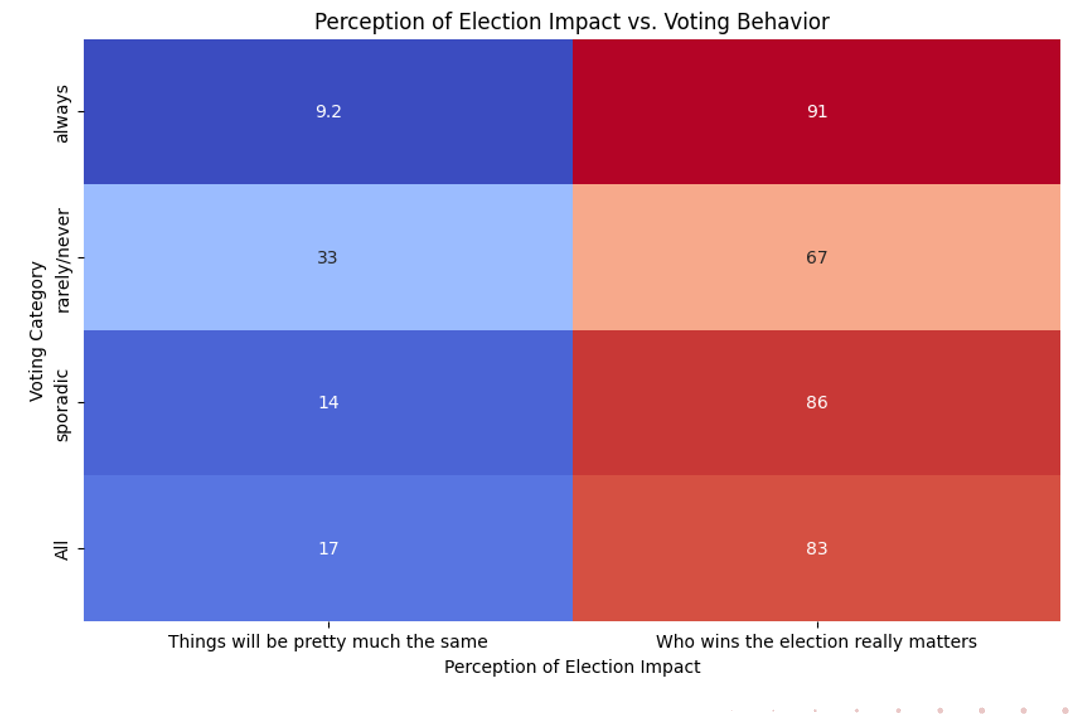 Perception of Election Impact vs. Voting Behavior
Voting Category
always
9.2
91
rarely/never
33
67
sporadic
14
86
All
17
83
Things will be pretty much the same
Who wins the election really matters
Perception of Election Impact